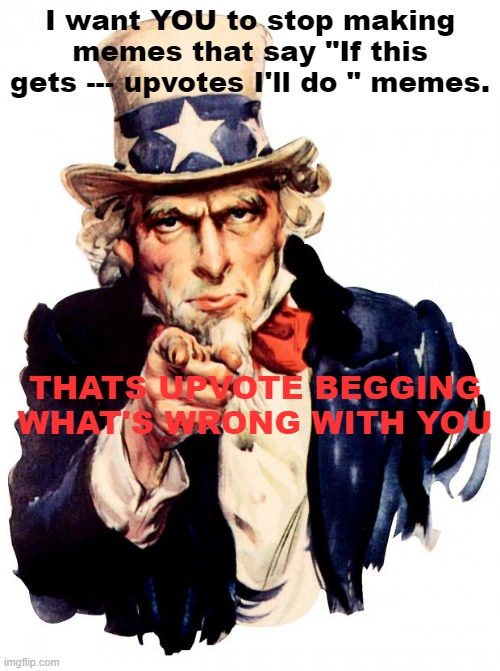 I want YOU to stop making
memes that say "If this
gets --- upvotes I'll do " memes.
THATS UPVOTE BEGGING
WHAT'S WRONG WITH YOU
imgflip.com